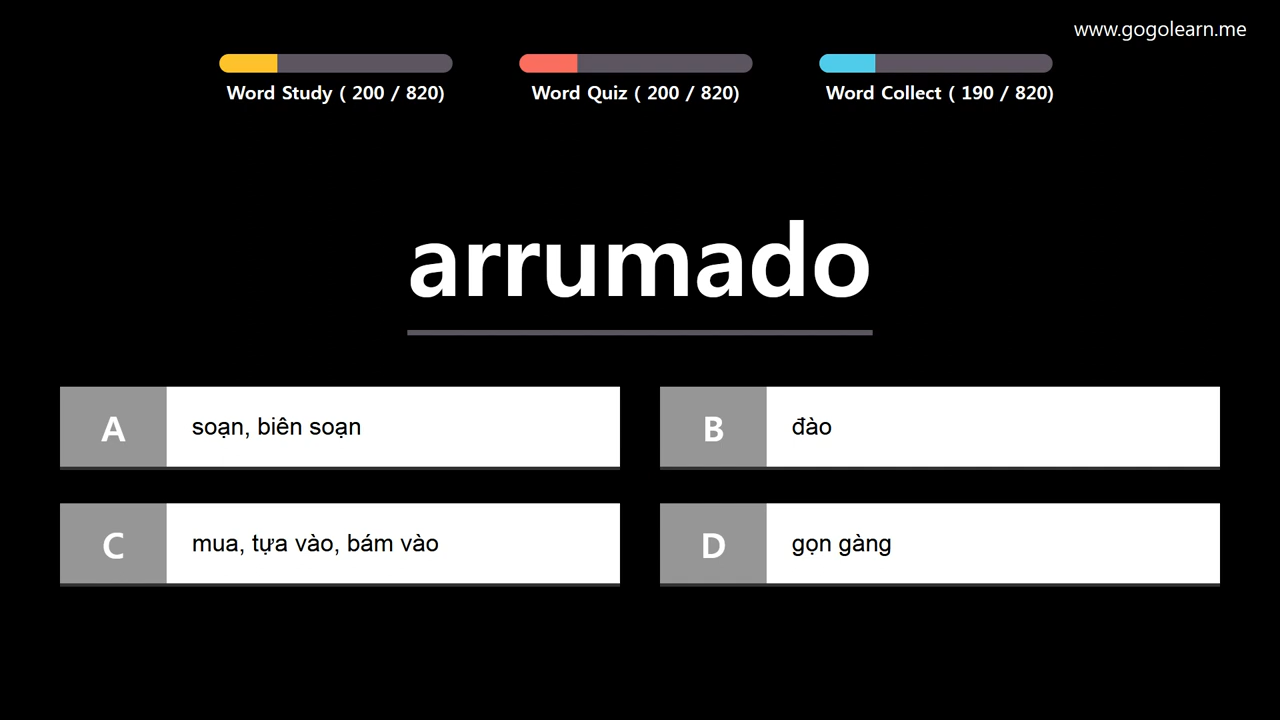 www.gogolearn.me
Word Study ( 200 / 820)
Word Quiz ( 200 / 820)
Word Collect ( 190 / 820)
arrumado
A
soạn, biên soạn
B
đào
C
mua, tựa vào, bám vào
D
gọn gàng